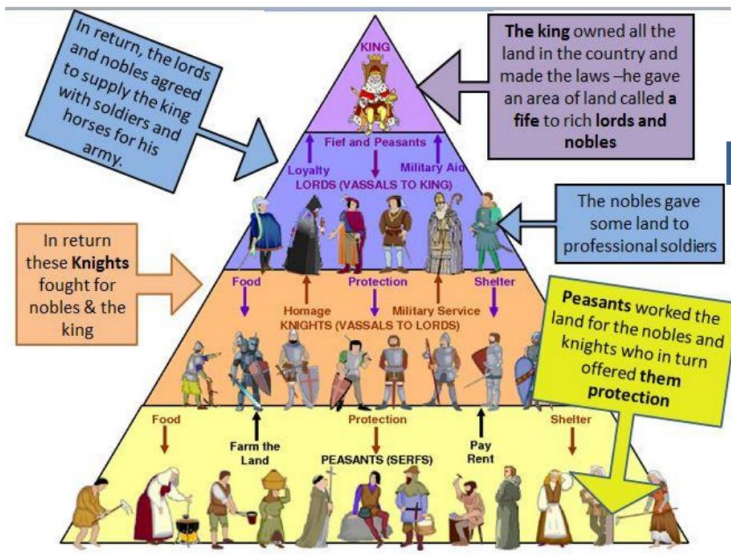 In return, the lords
and nobles agreed
to supply the king
with soldiers and
horses for his
army.
KING
The king owned all the
land in the country and
made the laws –he gave
an area of land called a
fife to rich lords and
nobles
Fief and Peasants
Loyalty
Military Aid
LORDS (VASSALS TO KING)
The nobles gave
some land to
professional soldiers
In return
these Knights
fought for
nobles & the
king
Food
Protection
Shelter
Homage
Military Service
KNIGHTS (VASSALS TO LORDS)
Peasants worked the
land for the nobles and
knights who in turn
offered them
protection
Food
Protection
Shelter
Farm the
Land
Pay
Rent
PEASANTS (SERFS)